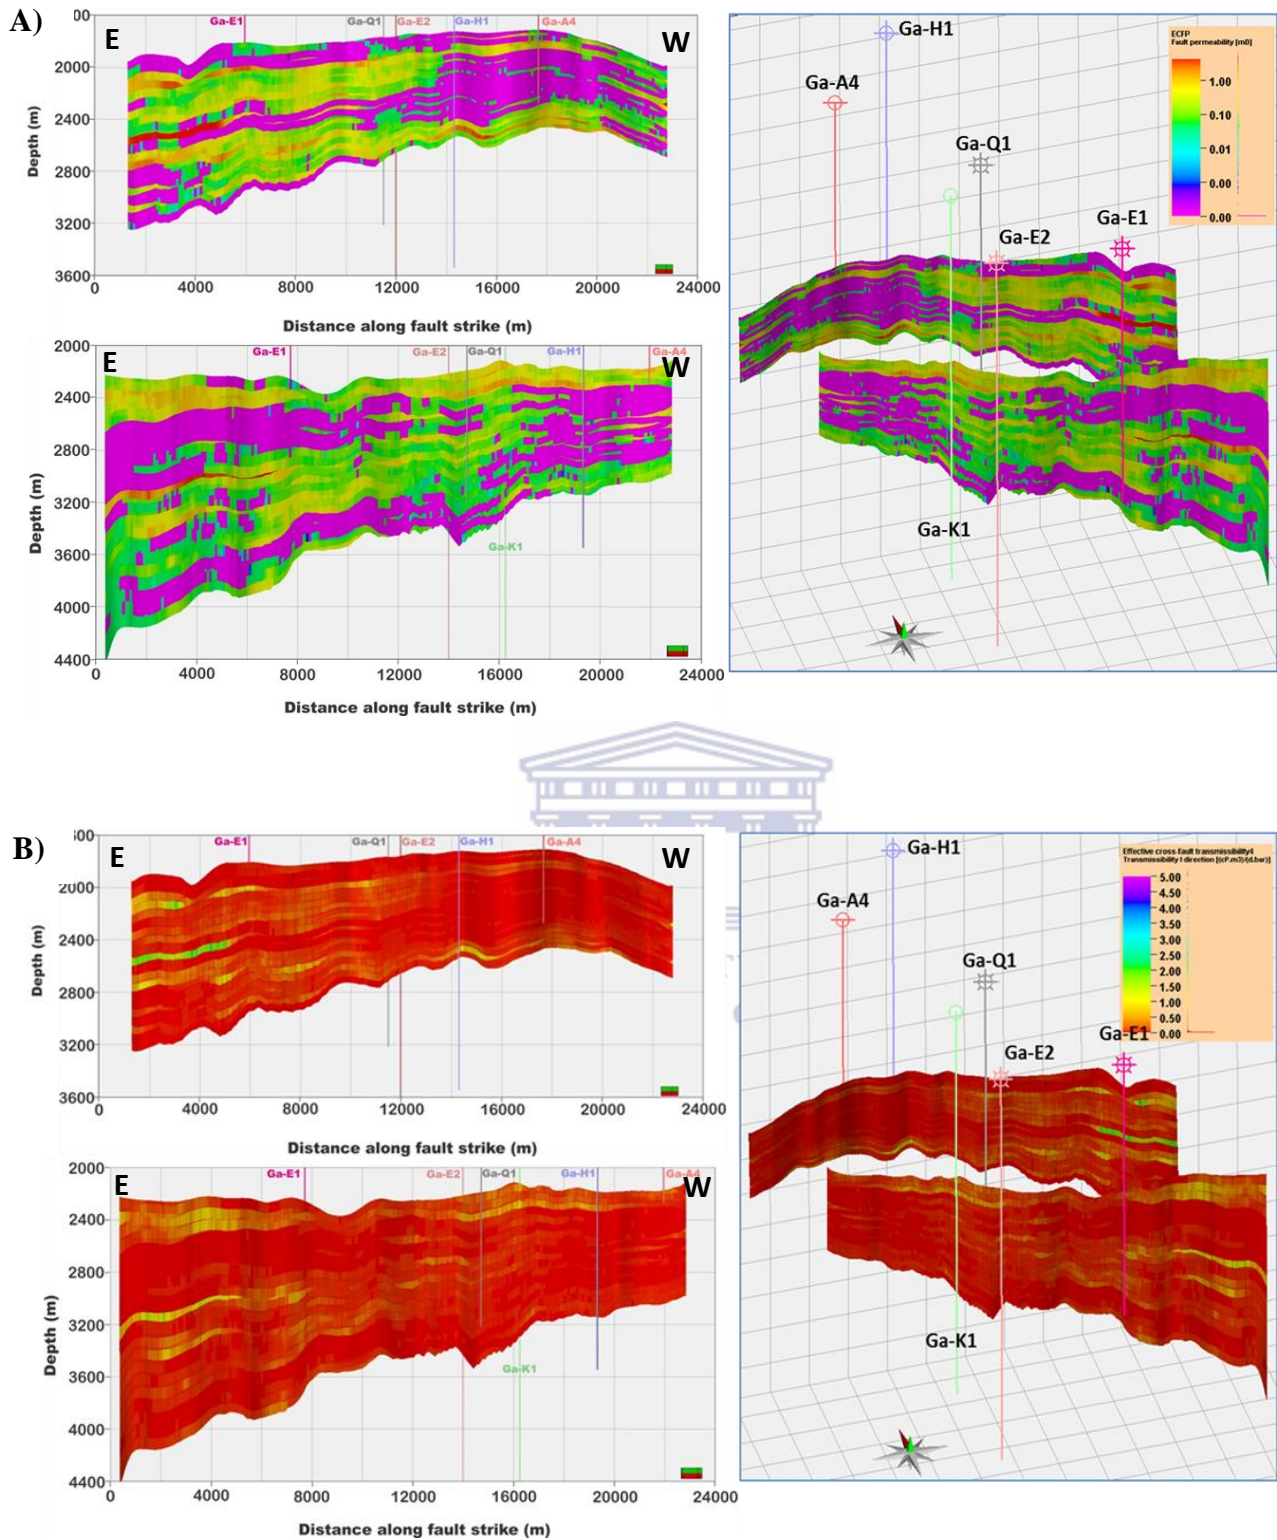 A)
Ga-E1
Ga-Q1
Ga-E2
Ga-H1
Ga-A4
E
W
00
2000
2400
2800
3200
3600
Depth (m)
0
4000
8000
12000
16000
20000
24000
Distance along fault strike (m)
2000
2400
2800
3200
3600
4000
4400
Depth (m)
E
W
Ga-E1
Ga-E2
Ga-Q1
Ga-H1
Ga-A4
Ga-K1
0
4000
8000
12000
16000
20000
24000
Distance along fault strike (m)
Ga-H1
Ga-A4
Ga-Q1
Ga-E2
Ga-E1
Ga-K1
ECFP
Fault permeability [mD]
1.00
0.10
0.01
0.00
0.00
B)
Ga-E1
Ga-Q1
Ga-E2
Ga-H1
Ga-A4
E
W
2000
2400
2800
3200
3600
Depth (m)
0
4000
8000
12000
16000
20000
24000
Distance along fault strike (m)
2000
2400
2800
3200
3600
4000
4400
Depth (m)
E
W
Ga-E1
Ga-E2
Ga-Q1
Ga-H1
Ga-A4
Ga-K1
0
4000
8000
12000
16000
20000
24000
Distance along fault strike (m)
Ga-H1
Ga-A4
Ga-Q1
Ga-E2
Ga-E1
Ga-K1
Effective cross-fault transmissibility4
Transmissibility I direction [(cP.m3)/(d.bar)]
5.00
4.50
4.00
3.50
3.00
2.50
2.00
1.50
1.00
0.50
0.00